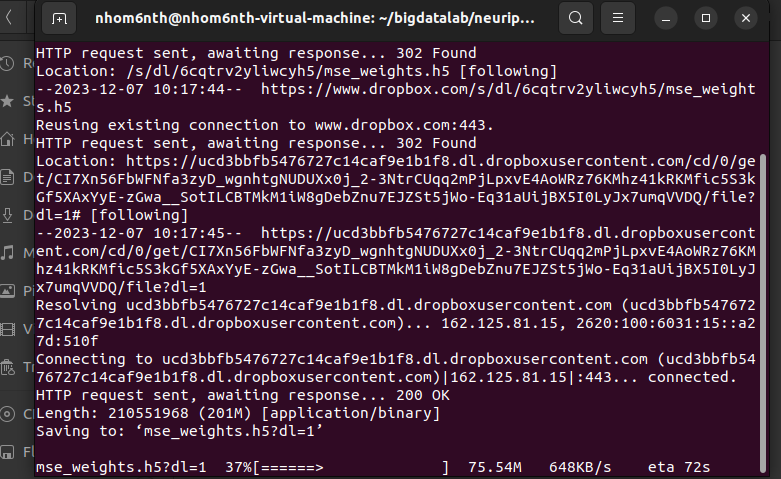 nhom6nth@nhom6nth-virtual-machine: ~/bigdatalab/neurip...
HTTP request sent, awaiting response... 302 Found
Location: /s/dl/6cqtrv2yliwcyh5/mse_weights.h5 [following]
--2023-12-07 10:17:44--  https://www.dropbox.com/s/dl/6cqtrv2yliwcyh5/mse_weight
s.h5
Reusing existing connection to www.dropbox.com:443.
HTTP request sent, awaiting response... 302 Found
Location: https://ucd3bbfb5476727c14caf9e1b1f8.dl.dropboxusercontent.com/cd/0/ge
t/CI7Xn56FbWFNfa3zyD_wgnhtgNUDUXx0j_2-3NtrCUqq2mPjLpxvE4AoWRz76KMhz41kRKMfic5S3k
Gf5XAxYyE-zGwa__SotILCBTMkM1iW8gDebZnu7EJZSt5jWo-Eq31aUijBX5I0LyJx7umqVVDQ/file?
dl=1# [following]
--2023-12-07 10:17:45--  https://ucd3bbfb5476727c14caf9e1b1f8.dl.dropboxusercont
ent.com/cd/0/get/CI7Xn56FbWFNfa3zyD_wgnhtgNUDUXx0j_2-3NtrCUqq2mPjLpxvE4AoWRz76KM
hz41kRKMfic5S3kGf5XAxYyE-zGwa__SotILCBTMkM1iW8gDebZnu7EJZSt5jWo-Eq31aUijBX5I0LyJ
x7umqVVDQ/file?dl=1
Resolving ucd3bbfb5476727c14caf9e1b1f8.dl.dropboxusercontent.com (ucd3bbfb547672
7c14caf9e1b1f8.dl.dropboxusercontent.com)... 162.125.81.15, 2620:100:6031:15::a2
7d:510f
Connecting to ucd3bbfb5476727c14caf9e1b1f8.dl.dropboxusercontent.com (ucd3bbfb54
76727c14caf9e1b1f8.dl.dropboxusercontent.com)|162.125.81.15|:443... connected.
HTTP request sent, awaiting response... 200 OK
Length: 210551968 (201M) [application/binary]
Saving to: ‘mse_weights.h5?dl=1’
mse_weights.h5?dl=1  37%[======>             ]  75.54M   648KB/s    eta 72s